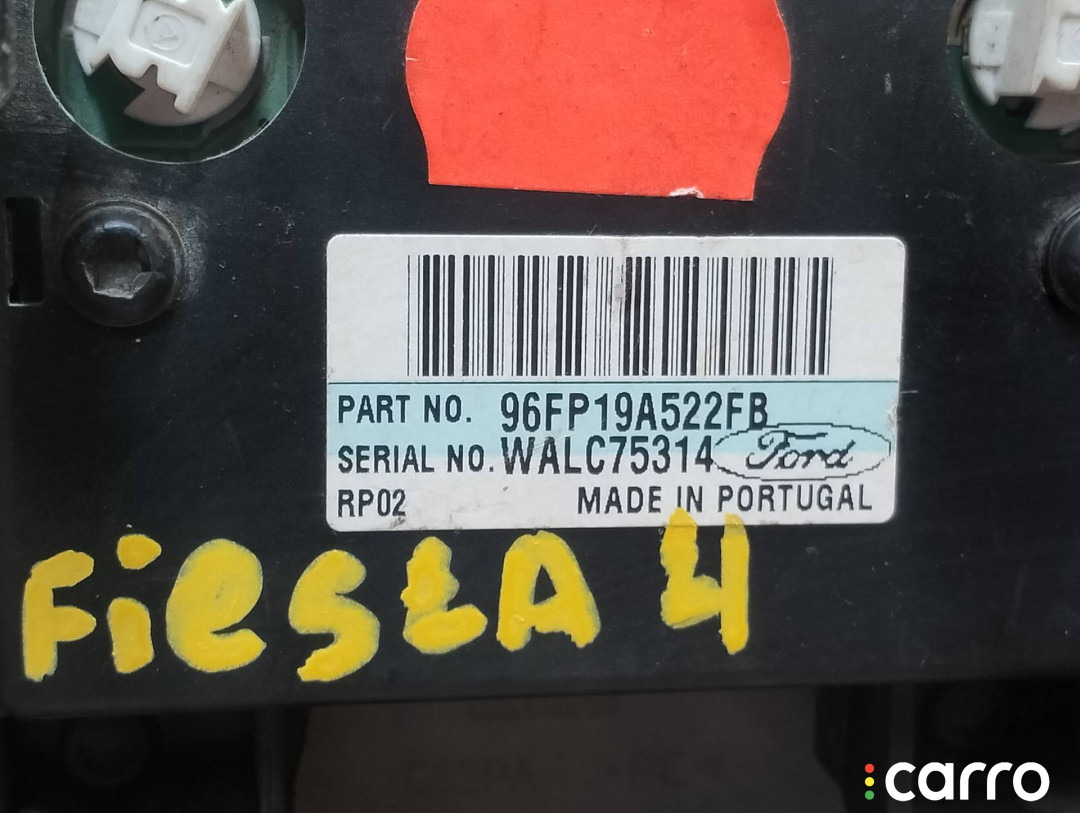 PART NO. 96FP19A522FB
SERIAL NO. WALC75314 Ford
RP02 MADE IN PORTUGAL
FiestA 4
carro